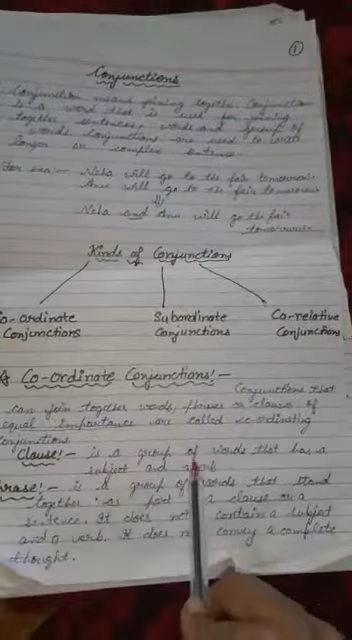 1
Conjunctions
Conjunction means joining together. Conjunction
is a word that is used for joining
together sentences, words and group of
words. Conjunctions are used to
longer or complex sentence
For exa:- Neha will go to the fair tomorrow.
Anu will go to the fair tomorrow
Neha and Anu will go the fair
tomorrow
Kinds of Conjunctions
Co-ordinate Subordinate Co-relative
Conjunctions Conjunctions Conjunctions
Co-Ordinate Conjunctions:-
Conjunctions that
can join together words, phrases or clauses of
equal importance are called co-ordinating
Conjunctions
Clause:- is a group of words that has a
subject and verb
Phrase:- is a group of words that stand
together as part a clause or a
sentence. It does not contain a subject
and a verb. It does convey a complete
thought.